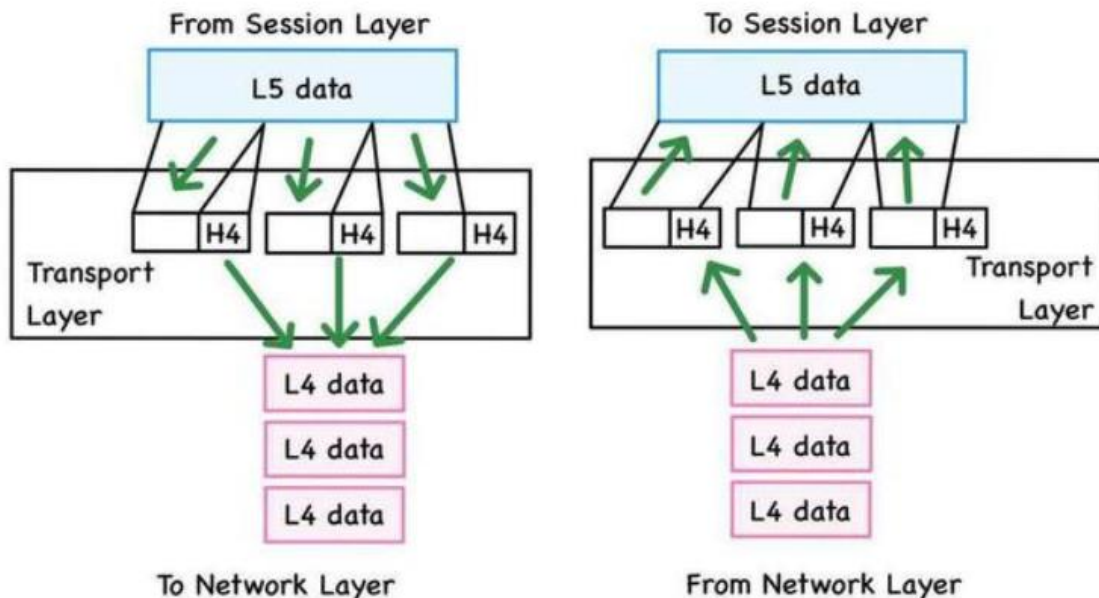 From Session Layer
L5 data
H4
H4
H4
Transport
Layer
L4 data
L4 data
L4 data
To Network Layer
To Session Layer
L5 data
H4
H4
H4
Transport
Layer
L4 data
L4 data
L4 data
From Network Layer